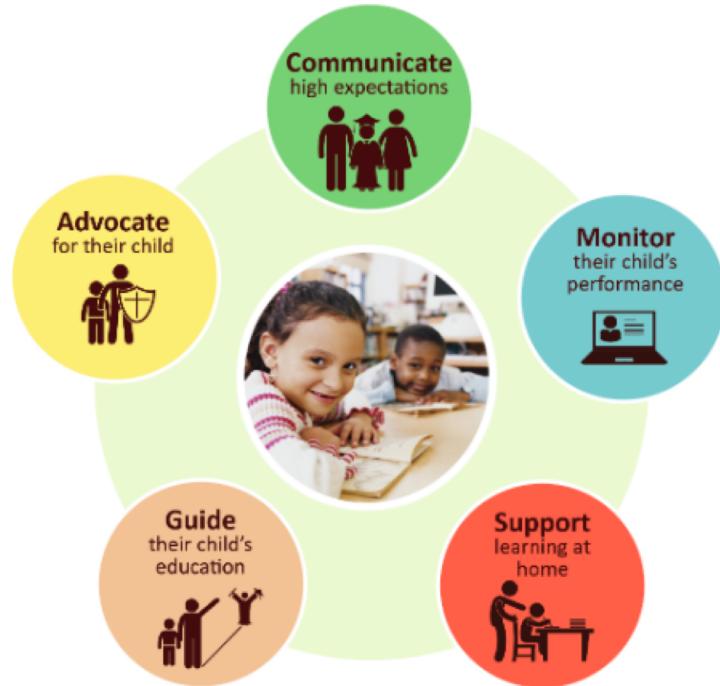 Communicate
high expectations
Monitor
their child's
performance
Support
learning at
home
Guide
their child's
education
Advocate
for their child